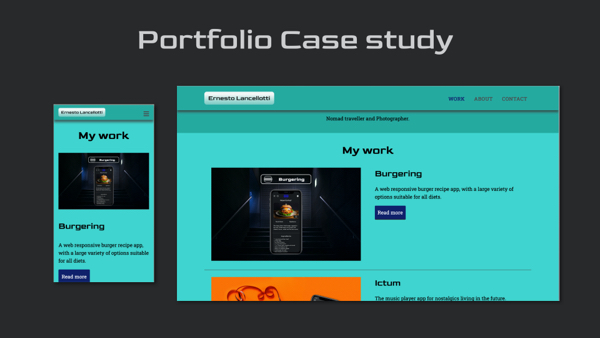 Portfolio Case study
Ernesto Lancellotti
My work
Burgering
Burgering
A web responsive burger recipe app,
with a large variety of options suitable
for all diets.
Read more
Ernesto Lancellotti
WORK ABOUT CONTACT
Nomad traveller and Photographer.
My work
Burgering
Burgering
A web responsive burger recipe app, with a large variety of
options suitable for all diets.
Read more
Ictum
The music player app for nostalgics living in the future.